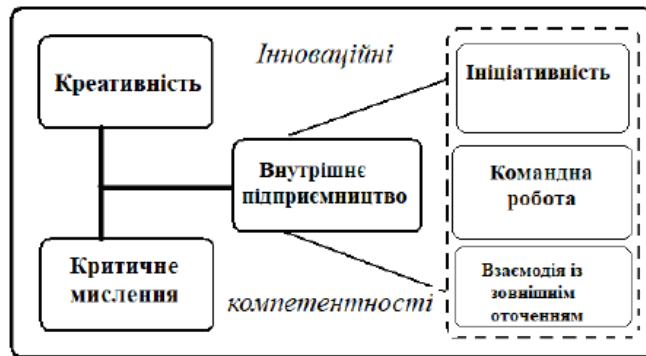 Інноваційні
Креативність
Ініціативність
Внутрішнє
підприємництво
Командна
робота
Критичне
мислення
Взаємодія із
зовнішнім
оточенням
компетентності